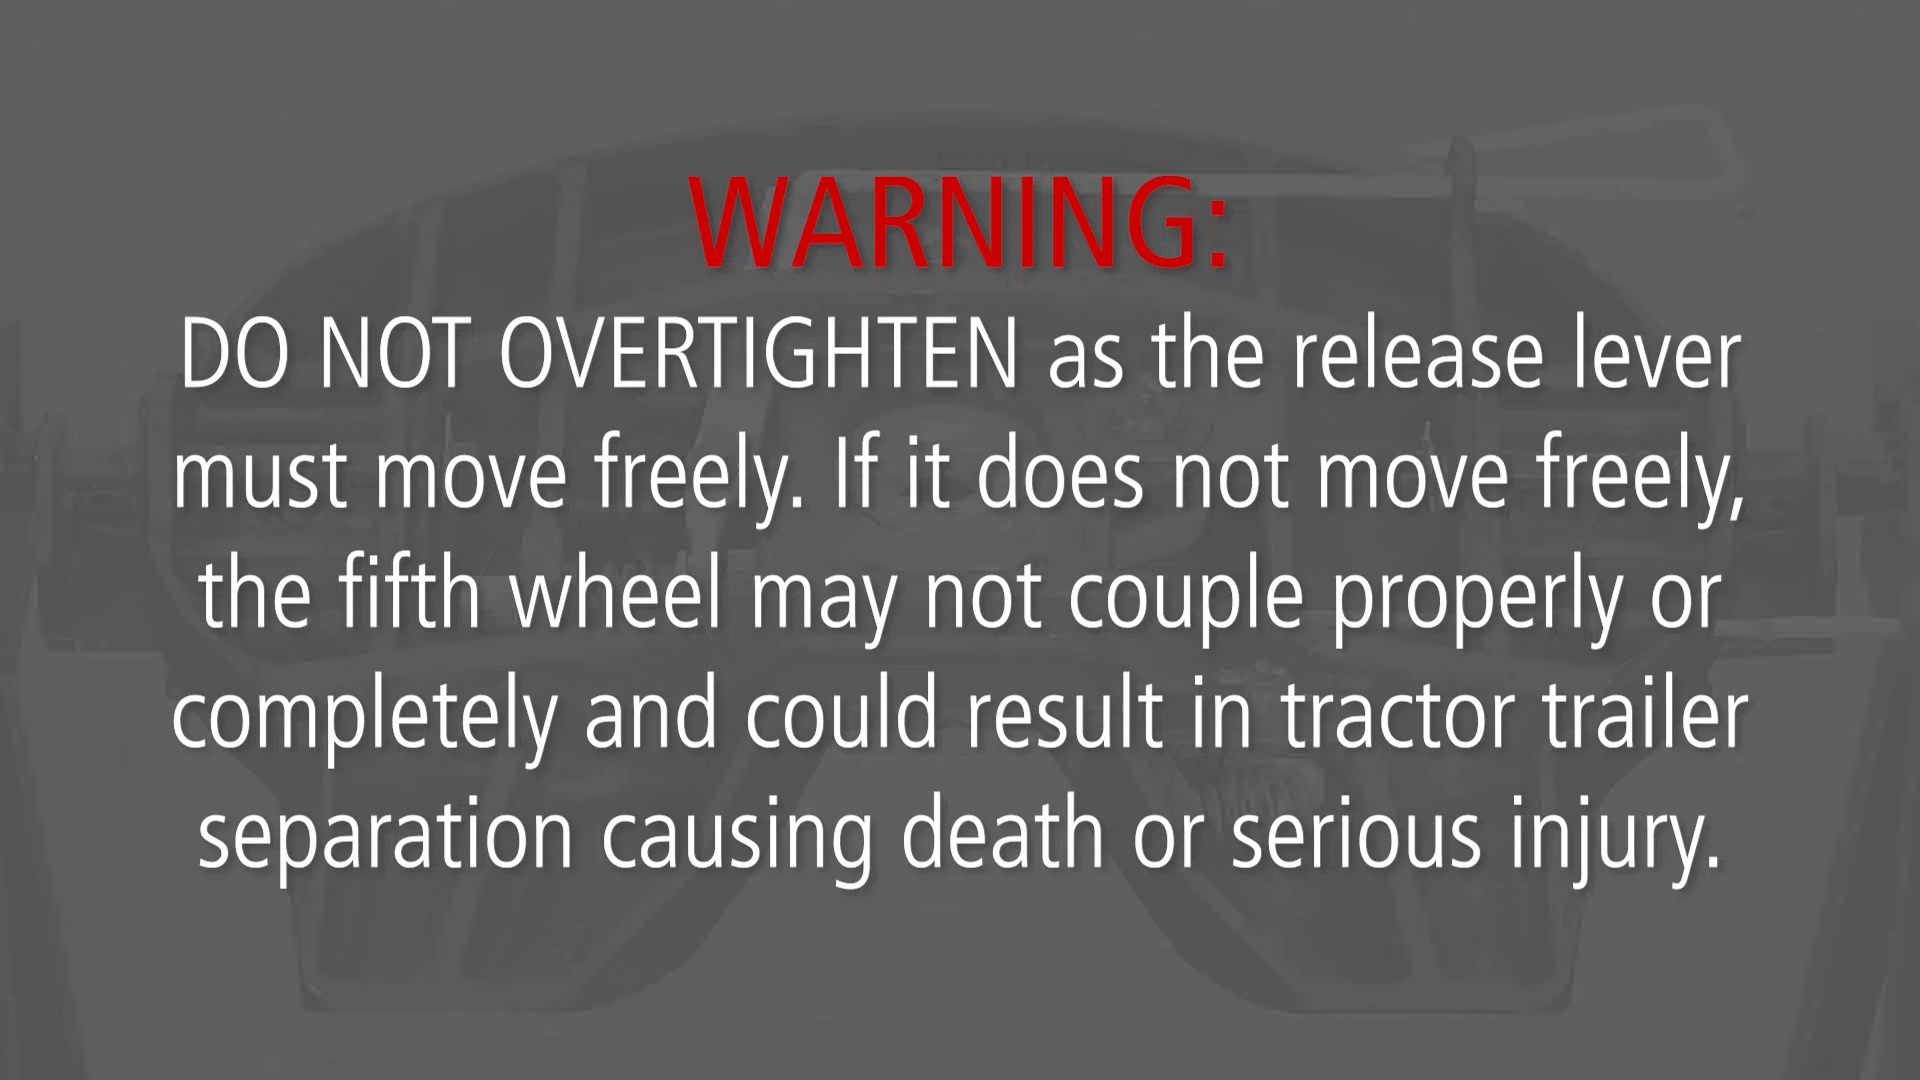 WARNING:
DO NOT OVERTIGHTEN as the release lever
must move freely. If it does not move freely,
the fifth wheel may not couple properly or
completely and could result in tractor trailer
separation causing death or serious injury.